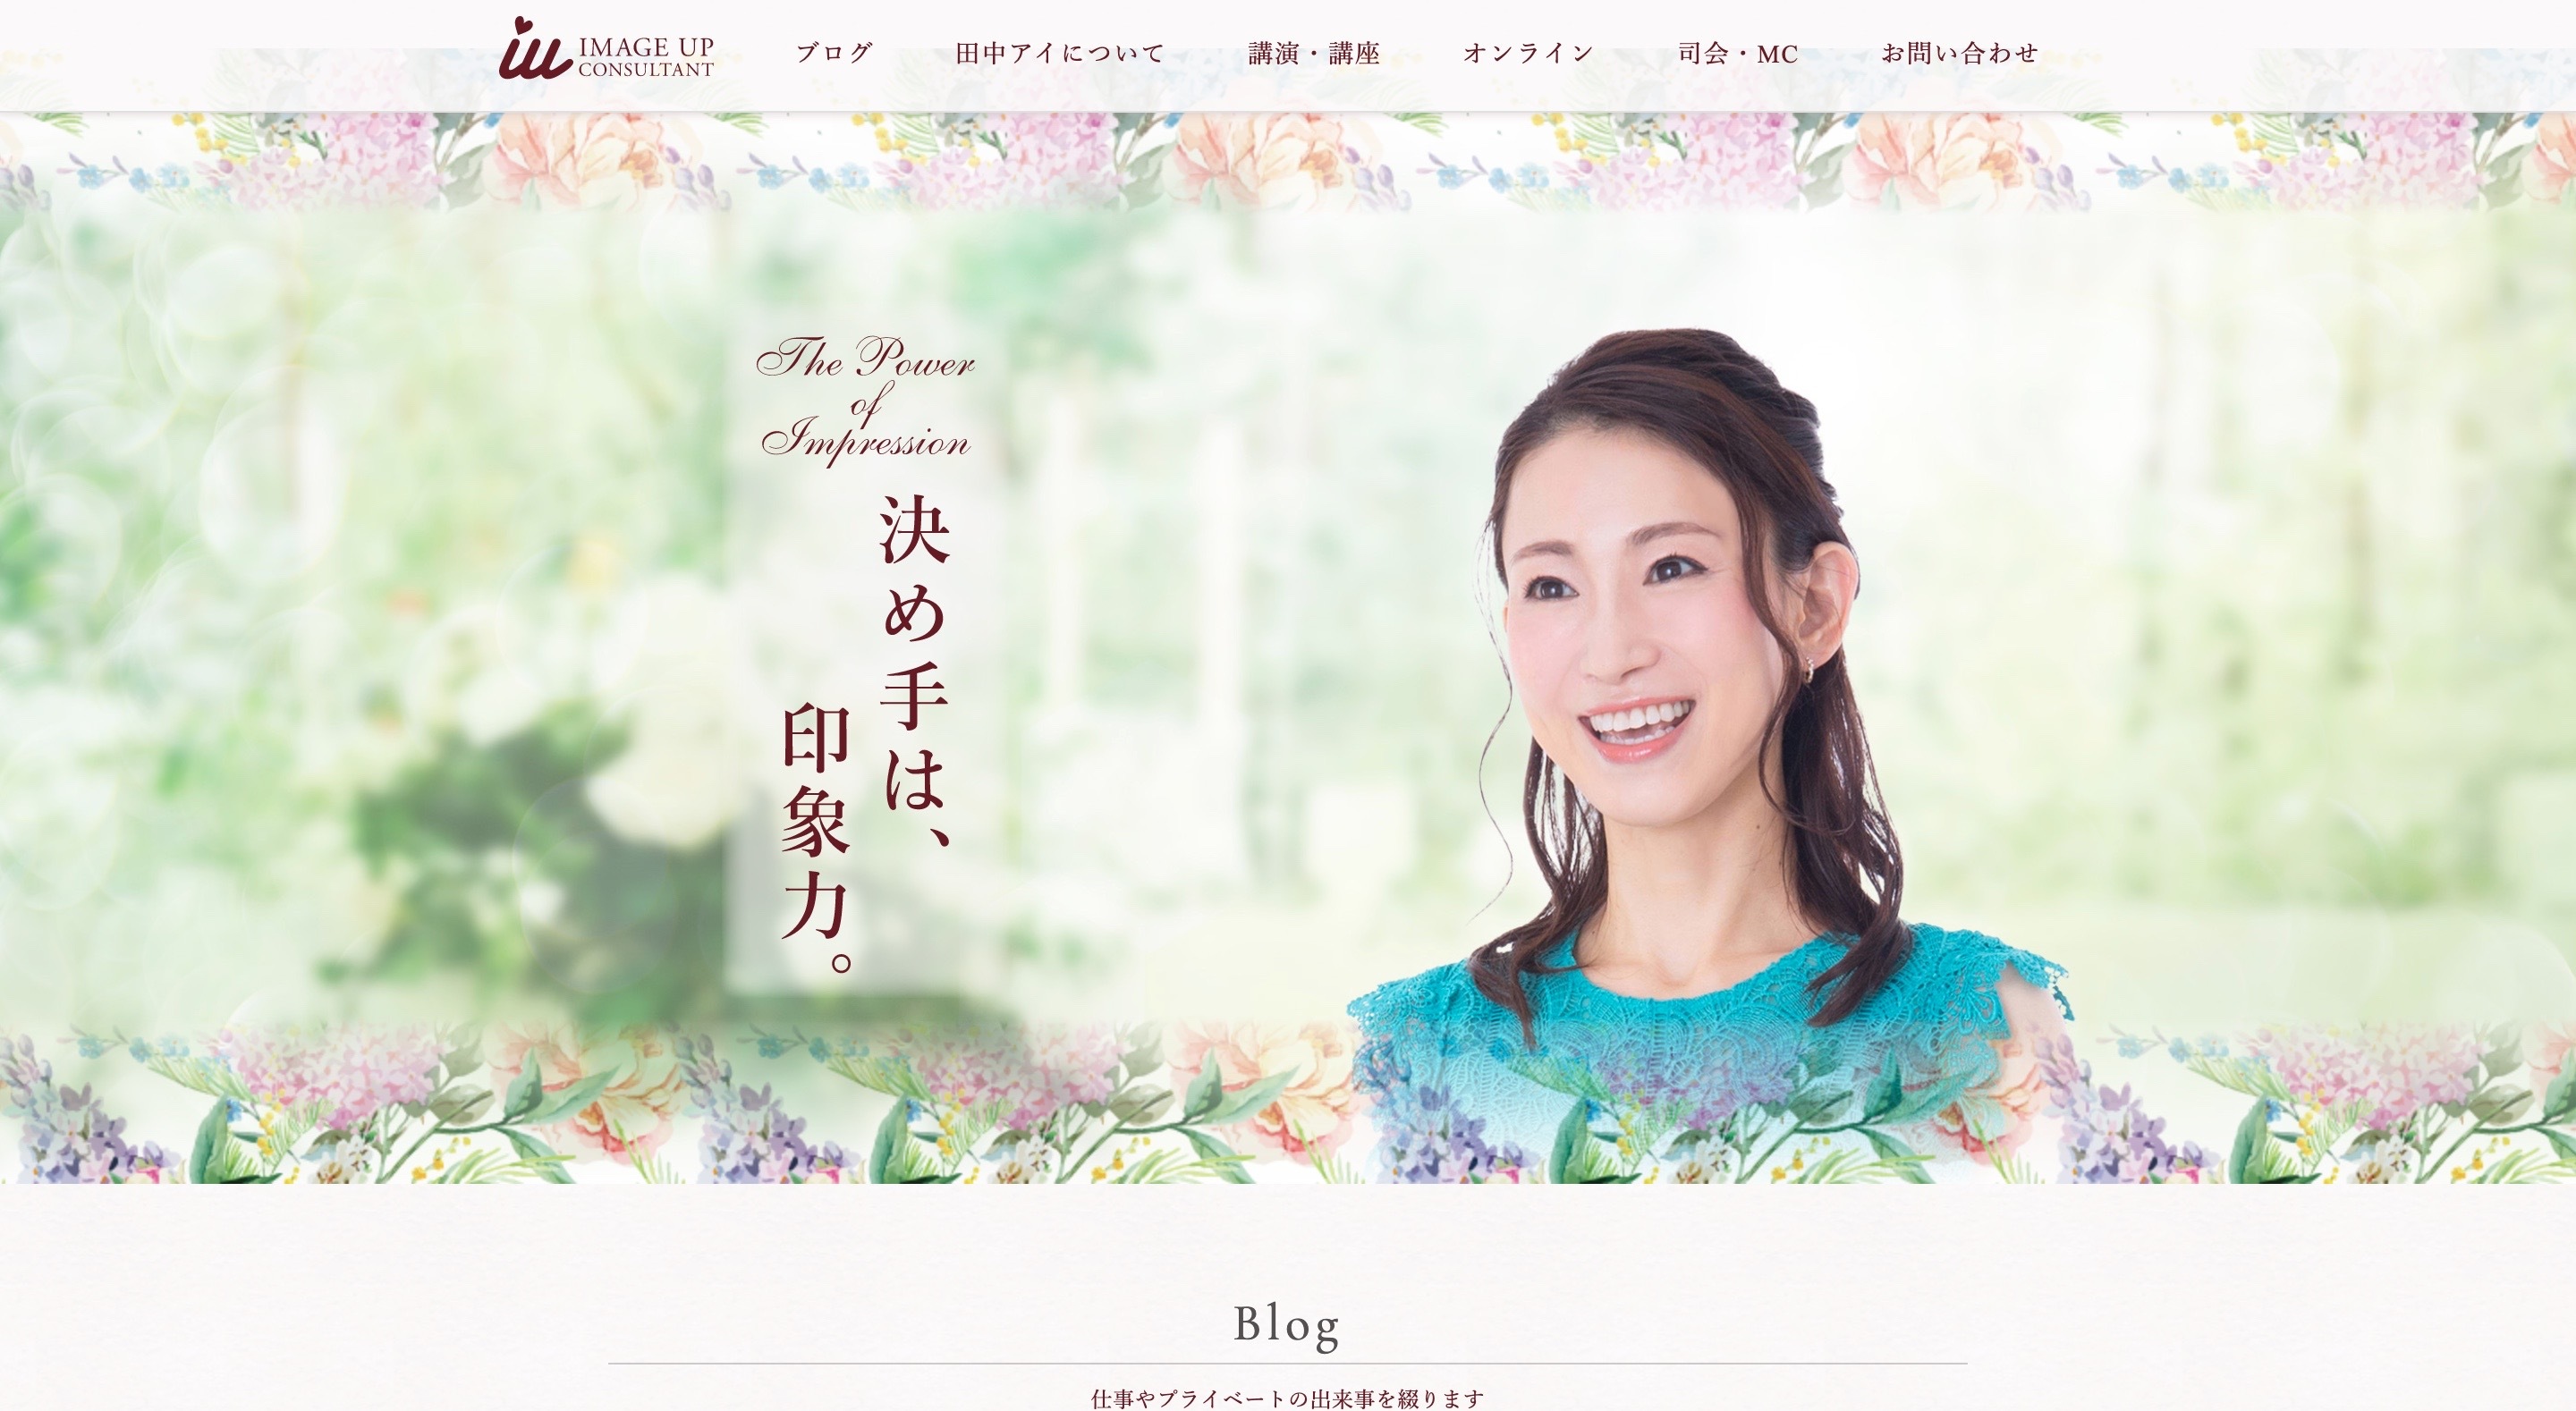 iu IMAGE UP
CONSULTANT
ブログ
田中アイについて
講演・講座
オンライン
司会・MC
お問い合わせ
The Power
of
Impression
決め手は、
印象力。
Blog
仕事やプライベートの出来事を綴ります